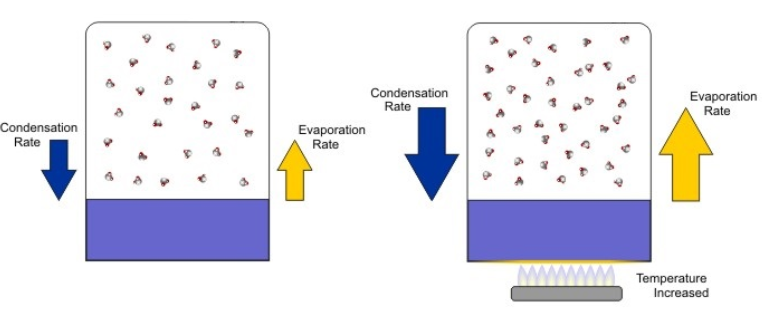 Condensation
Rate
Evaporation
Rate
Condensation
Rate
Evaporation
Rate
Temperature
Increased